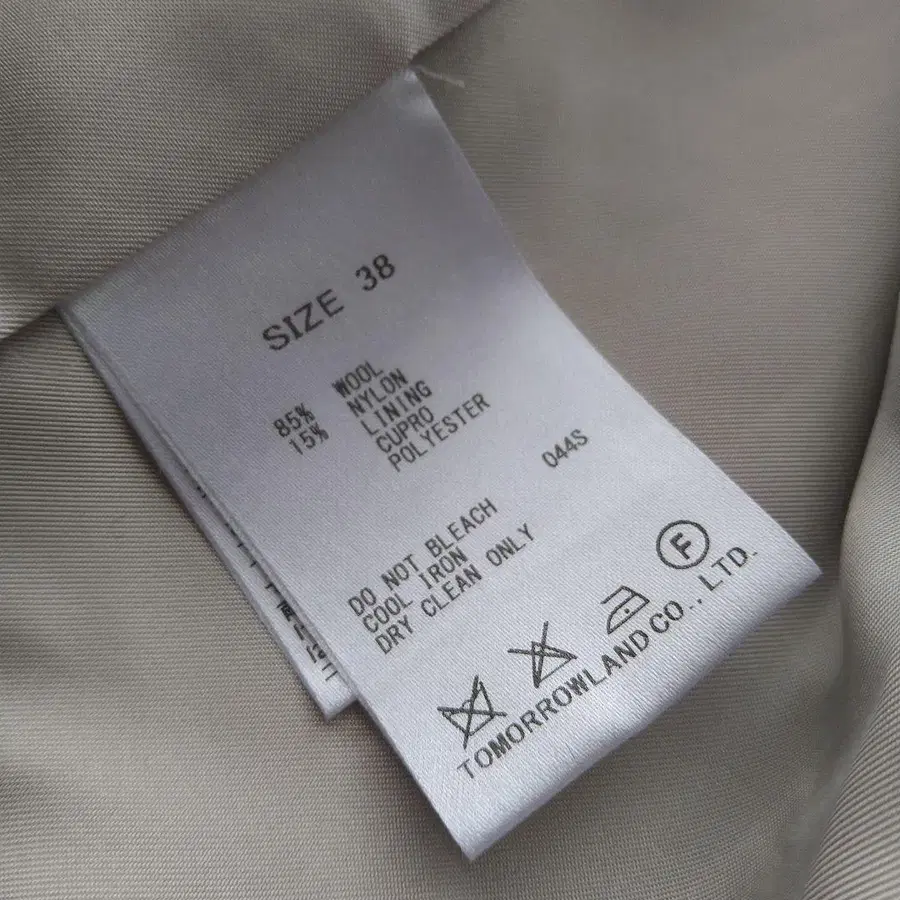 SIZE 38
85% WOOL
15% NYLON
LINING
CUPRO
POLYESTER
044S
DO NOT BLEACH
COOL IRON
DRY CLEAN ONLY
F
TOMORROWLAND CO., LTD.